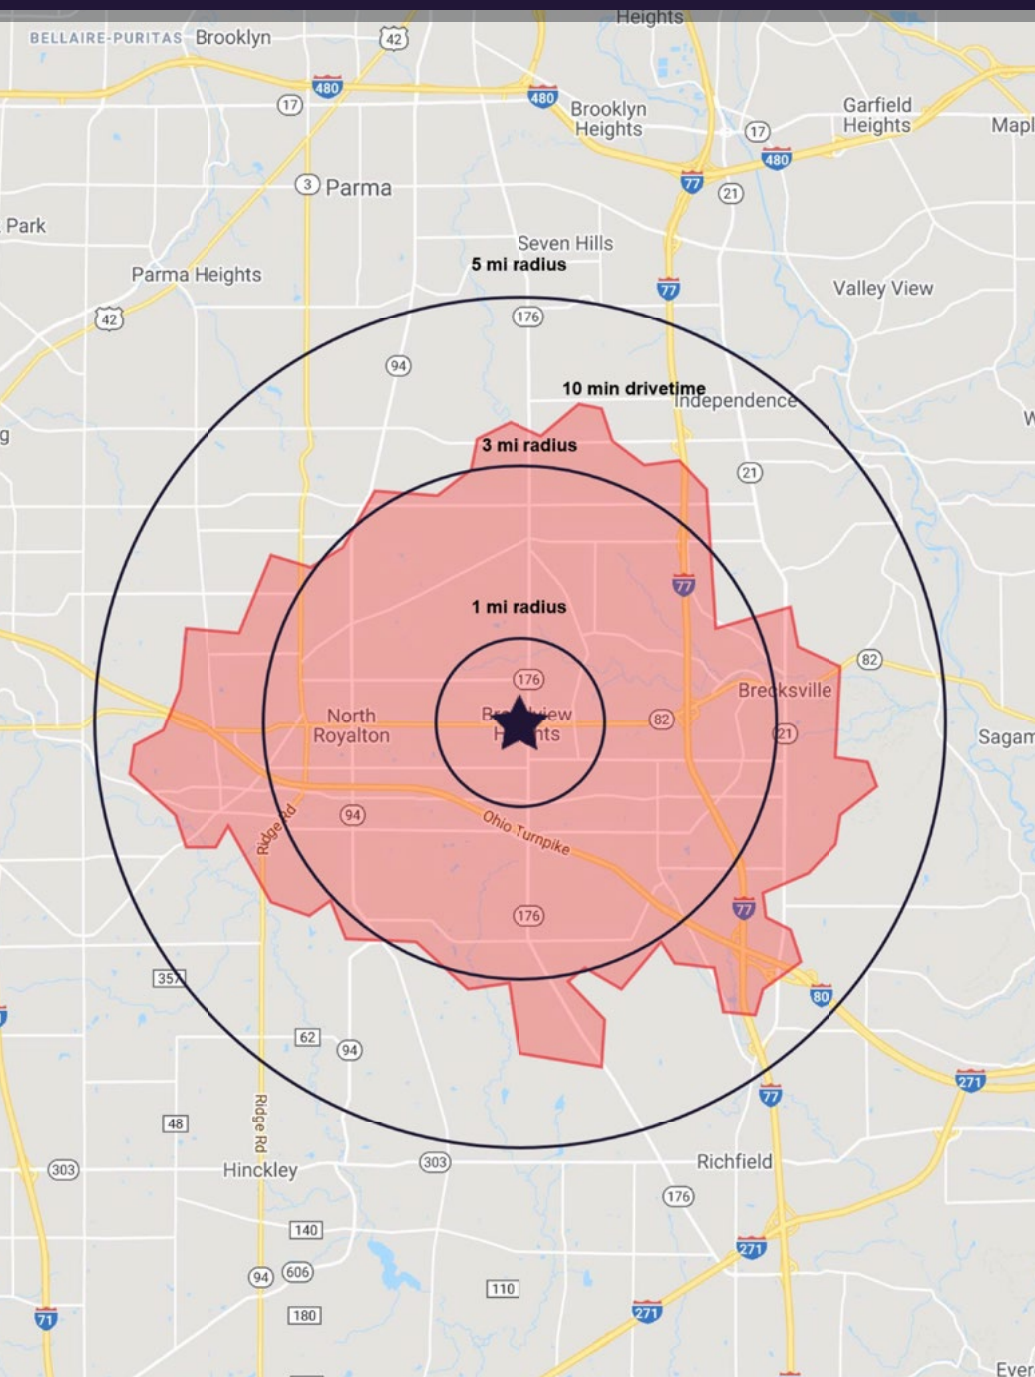 Heights
BELLAIRE-PURITAS
Brooklyn
42
480
17
480
Brooklyn
Heights
Garfield
Heights
17
Mapl
480
3
Parma
77
21
Park
Seven Hills
5 mi radius
Parma Heights
77
Valley View
42
176
94
10 min drivetime
Independence
g
W
3 mi radius
21
77
1 mi radius
82
176
Brecksville
North
Royalton
82
21
Sagam
94
Ridge Rd
Ohio Turnpike
77
176
357
80
62
94
271
77
48
Ridge Rd
303
Hinckley
303
Richfield
176
140
271
94
606
110
180
271
71
Ever